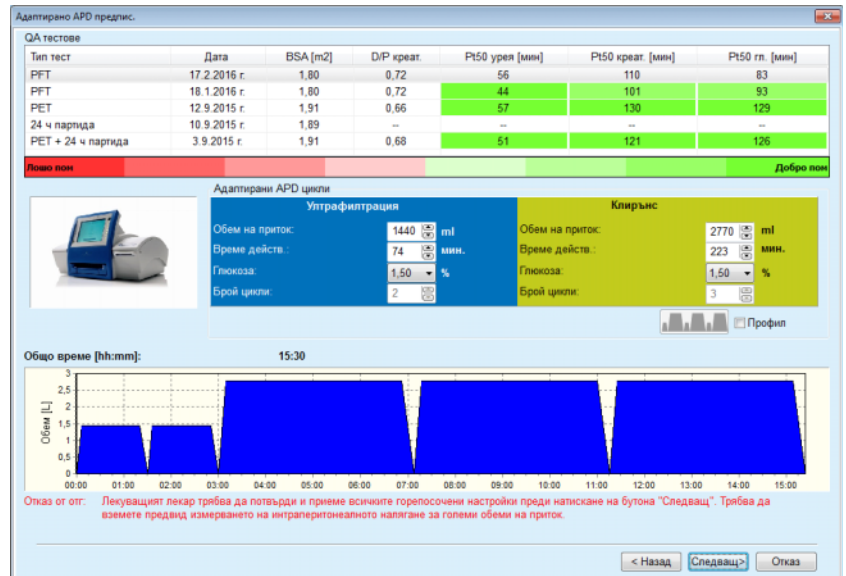 Адаптирано APD предпис.
QA тестове
Тип тест Дата BSA [m2] D/P креат. Pt50 урея [мин] Pt50 креат. [мин] Pt50 гл. [мин]
PFT 17.2.2016 г. 1,80 0,72 56 110 83
PFT 18.1.2016 г. 1,80 0,72 44 101 93
PET 12.9.2015 г. 1,91 0,66 57 130 129
24 ч партида 10.9.2015 г. 1,89 -- -- -- --
PET + 24 ч партида 3.9.2015 г. 1,91 0,68 51 121 126
Лошо пом Добро пом
Адаптирани APD цикли
Ултрафилтрация Клирънс
Обем на приток: 1440 ml Обем на приток: 2770 ml
Време действ.: 74 мин. Време действ.: 223 мин.
Глюкоза: 1,50 % Глюкоза: 1,50 %
Брой цикли: 2 Брой цикли: 3
Профил
Общо време [hh:mm]: 15:30
Обем [L]
3
2,5
2
1,5
1
0,5
0
00:00 01:00 02:00 03:00 04:00 05:00 06:00 07:00 08:00 09:00 10:00 11:00 12:00 13:00 14:00 15:00
Отказ от отг: Лекуващият лекар трябва да потвърди и приеме всичките горепосочени настройки преди натискане на бутона "Следващ". Трябва да
вземете предвид измерването на интраперитонеалното налягане за големи обеми на приток.
< Назад Следващ> Отказ